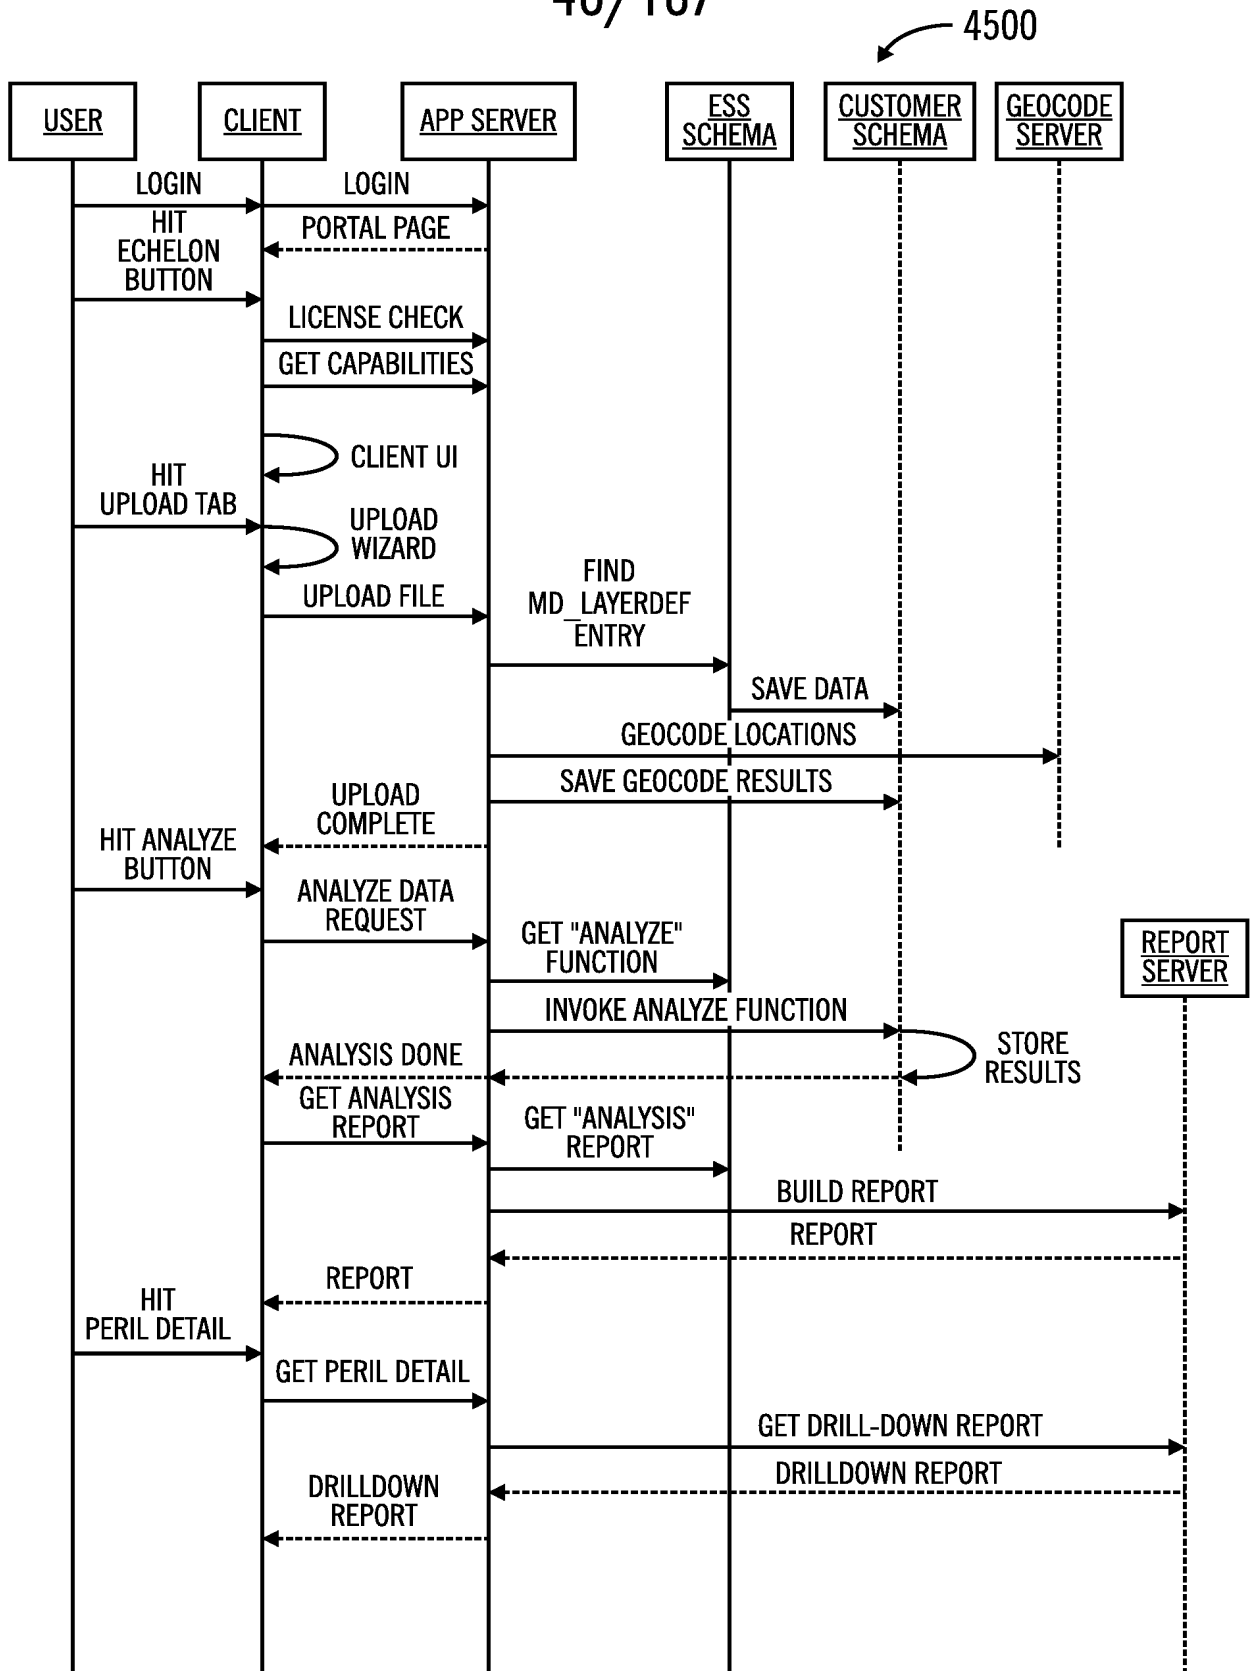 4500
USER
CLIENT
APP SERVER
ESS
SCHEMA
CUSTOMER
SCHEMA
GEOCODE
SERVER
LOGIN
LOGIN
HIT
ECHELON
BUTTON
PORTAL PAGE
LICENSE CHECK
GET CAPABILITIES
CLIENT UI
HIT
UPLOAD TAB
UPLOAD
WIZARD
UPLOAD FILE
FIND
MD_LAYERDEF
ENTRY
SAVE DATA
GEOCODE LOCATIONS
SAVE GEOCODE RESULTS
UPLOAD
COMPLETE
HIT ANALYZE
BUTTON
ANALYZE DATA
REQUEST
GET "ANALYZE"
FUNCTION
REPORT
SERVER
INVOKE ANALYZE FUNCTION
STORE
RESULTS
ANALYSIS DONE
GET ANALYSIS
REPORT
GET "ANALYSIS"
REPORT
BUILD REPORT
REPORT
REPORT
HIT
PERIL DETAIL
GET PERIL DETAIL
GET DRILL-DOWN REPORT
DRILLDOWN REPORT
DRILLDOWN
REPORT